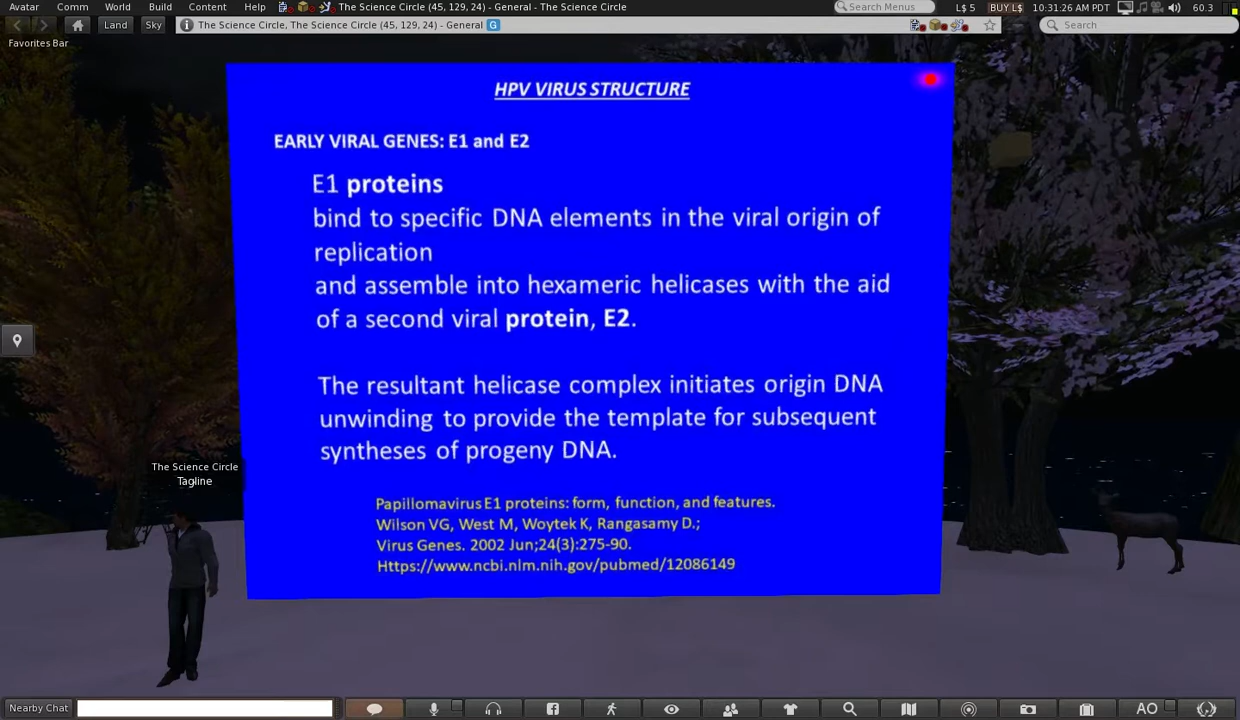 Avatar Comm World Build Content Help The Science Circle, The Science Circle (45, 129, 24) - General - The Science Circle Search Menus L$ 5 BUY L$ 10:31:26 AM PDT 60.3
Land Sky The Science Circle, The Science Circle (45, 129, 24) - General G Search
Favorites Bar
HPV VIRUS STRUCTURE
EARLY VIRAL GENES: E1 and E2
E1 proteins
bind to specific DNA elements in the viral origin of
replication
and assemble into hexameric helicases with the aid
of a second viral protein, E2.
The resultant helicase complex initiates origin DNA
unwinding to provide the template for subsequent
syntheses of progeny DNA.
The Science Circle
Tagline
Papillomavirus E1 proteins: form, function, and features.
Wilson VG, West M, Woytek K, Rangasamy D.;
Virus Genes. 2002 Jun;24(3):275-90.
Https://www.ncbi.nlm.nih.gov/pubmed/12086149
Nearby Chat AO